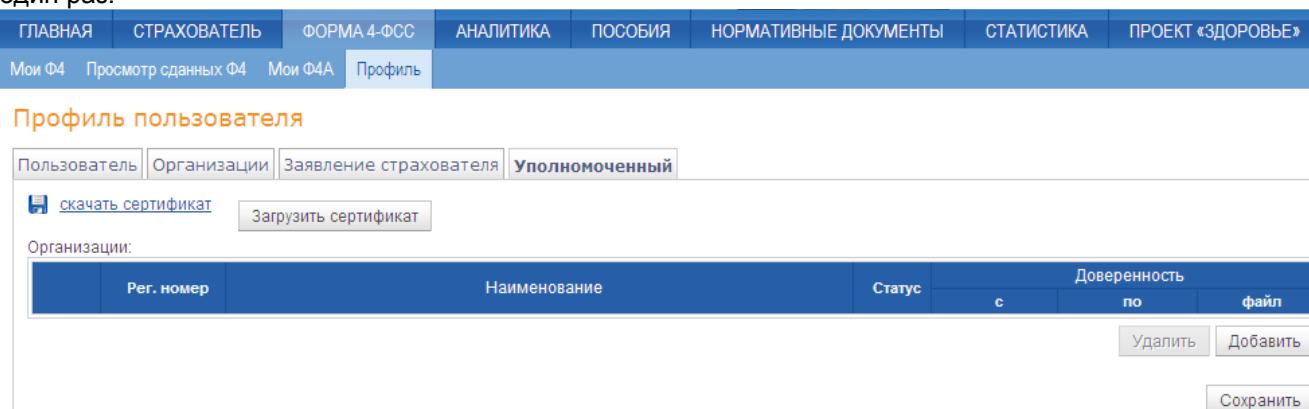 один раз.
ГЛАВНАЯ СТРАХОВАТЕЛЬ ФОРМА 4-ФСС АНАЛИТИКА ПОСОБИЯ НОРМАТИВНЫЕ ДОКУМЕНТЫ СТАТИСТИКА ПРОЕКТ «ЗДОРОВЬЕ»
Мои Ф4 Просмотр сданных Ф4 Мои Ф4А Профиль
Профиль пользователя
Пользователь Организации Заявление страхователя Уполномоченный
скачать сертификат Загрузить сертификат
Организации:
Рег. номер Наименование Статус Доверенность
с по файл
Удалить Добавить
Сохранить